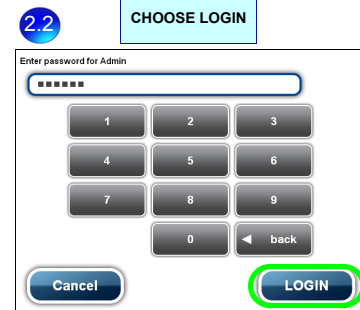 2.2
CHOOSE LOGIN
Enter password for Admin
1 2 3
4 5 6
7 8 9
0 back
Cancel LOGIN